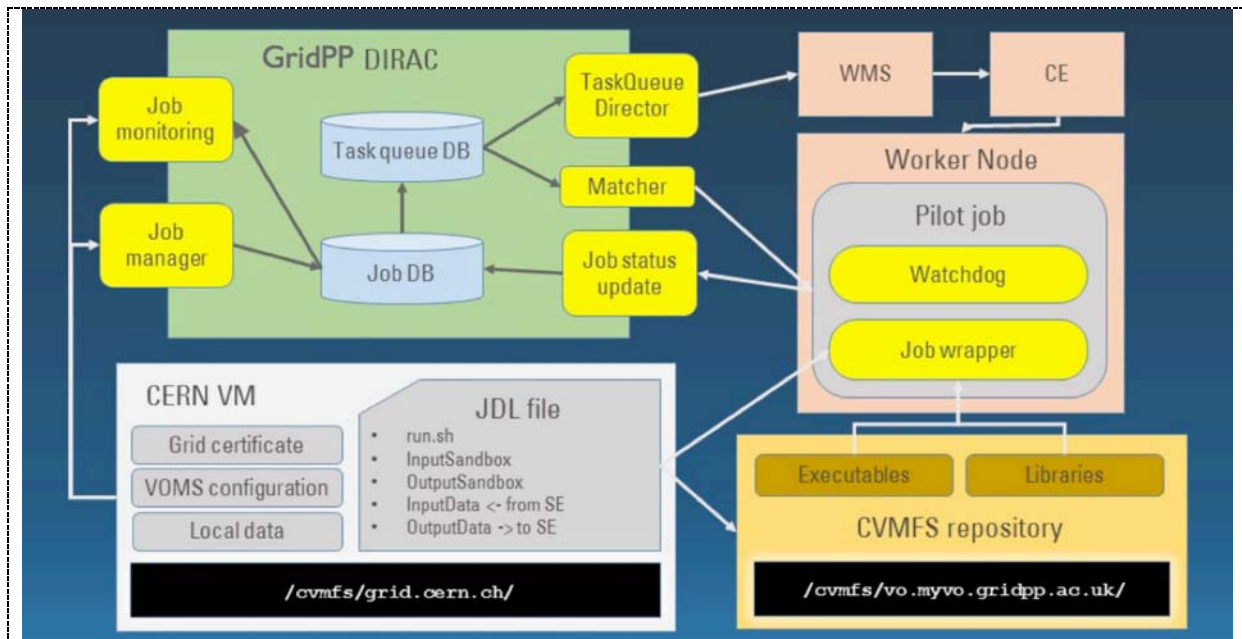 GridPP DIRAC
Job
monitoring
Job
manager
Task queue DB
Job DB
TaskQueue
Director
Matcher
Job status
update
WMS
CE
Worker Node
Pilot job
Watchdog
Job wrapper
CERN VM
Grid certificate
VOMS configuration
Local data
JDL file
• run.sh
• InputSandbox
• OutputSandbox
• InputData <- from SE
• OutputData -> to SE
/cvmfs/grid.cern.ch/
Executables
Libraries
CVMFS repository
/cvmfs/vo.myvo.gridpp.ac.uk/